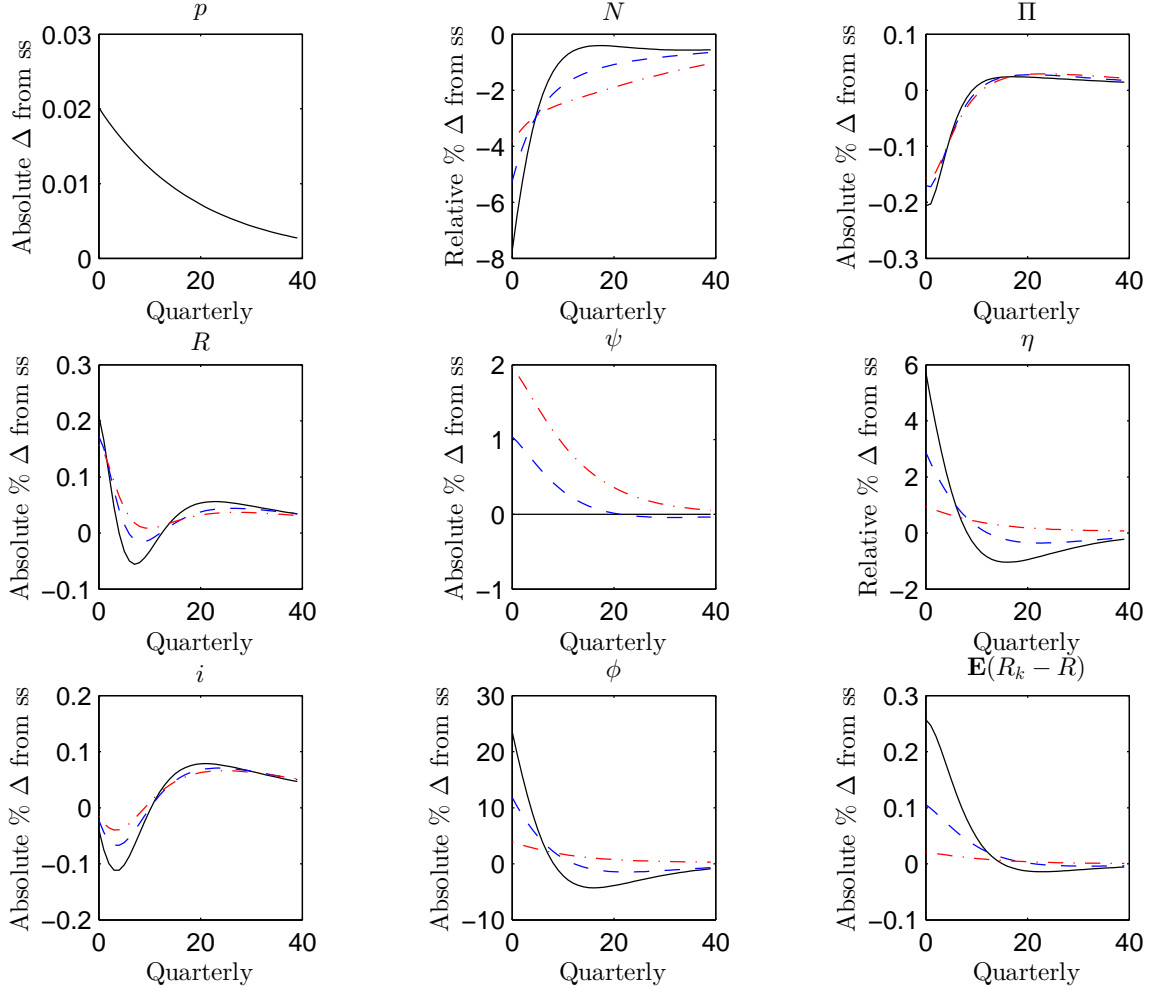 p
N
Π
Absolute Δ from ss
0.03
0.02
0.01
0
0 20 40
Quarterly
Relative % Δ from ss
0
−2
−4
−6
−8
0 20 40
Quarterly
Absolute % Δ from ss
0.1
0
−0.1
−0.2
−0.3
0 20 40
Quarterly
R
ψ
η
Absolute % Δ from ss
0.3
0.2
0.1
0
−0.1
0 20 40
Quarterly
Absolute % Δ from ss
2
1
0
1
0 20 40
Quarterly
Relative % Δ from ss
6
4
2
0
−2
0 20 40
Quarterly
i
ϕ
E(R_k − R)
Absolute % Δ from ss
0.2
0.1
0
−0.1
−0.2
0 20 40
Quarterly
Absolute % Δ from ss
30
20
10
0
−10
0 20 40
Quarterly
Absolute % Δ from ss
0.3
0.2
0.1
0
−0.1
0 20 40
Quarterly